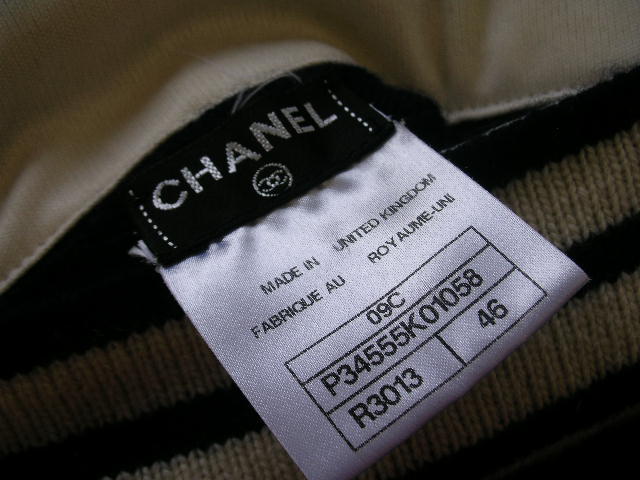 CHANEL
MADE IN UNITED KINGDOM
FABRIQUE AU ROYAUME-UNI
09C
P34555K01058
R3013 46